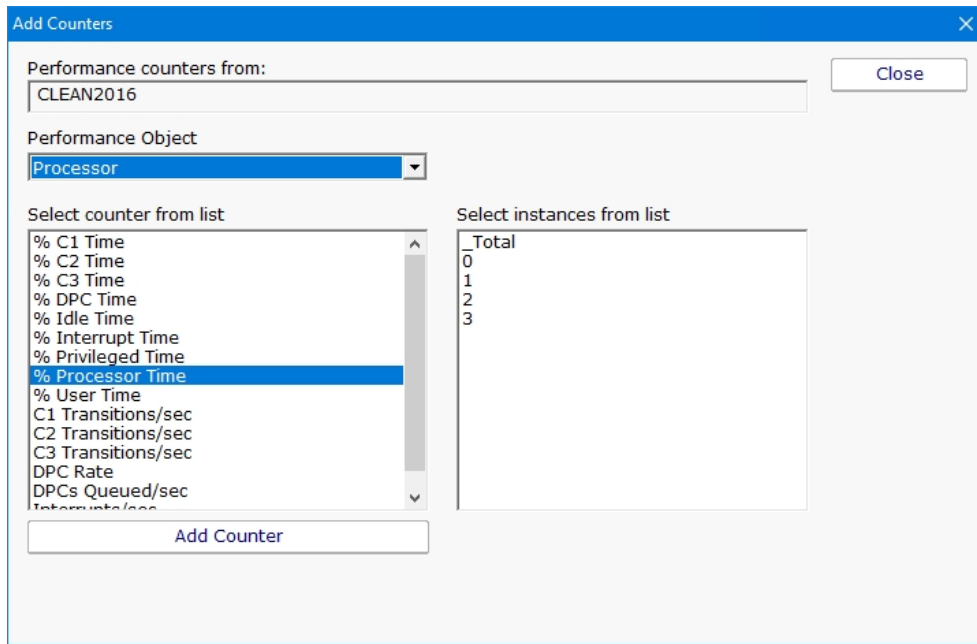 Add Counters
Performance counters from:
Close
CLEAN2016
Performance Object
Processor
Select counter from list
% C1 Time
% C2 Time
% C3 Time
% DPC Time
% Idle Time
% Interrupt Time
% Privileged Time
% Processor Time
% User Time
C1 Transitions/sec
C2 Transitions/sec
C3 Transitions/sec
DPC Rate
DPCs Queued/sec
Interrupts/sec
Select instances from list
_Total
0
1
2
3
Add Counter